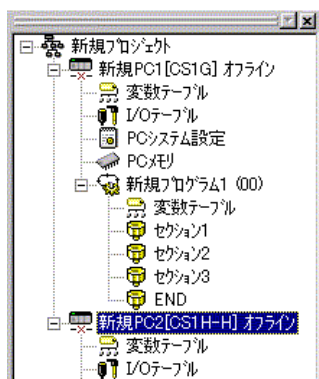 新規プロジェクト
新規PC1[CS1G] オフライン
変数テーブル
I/Oテーブル
PCシステム設定
PCメモリ
新規プログラム1 (00)
変数テーブル
セクション1
セクション2
セクション3
END
新規PC2[CS1H-H] オフライン
変数テーブル
I/Oテーブル